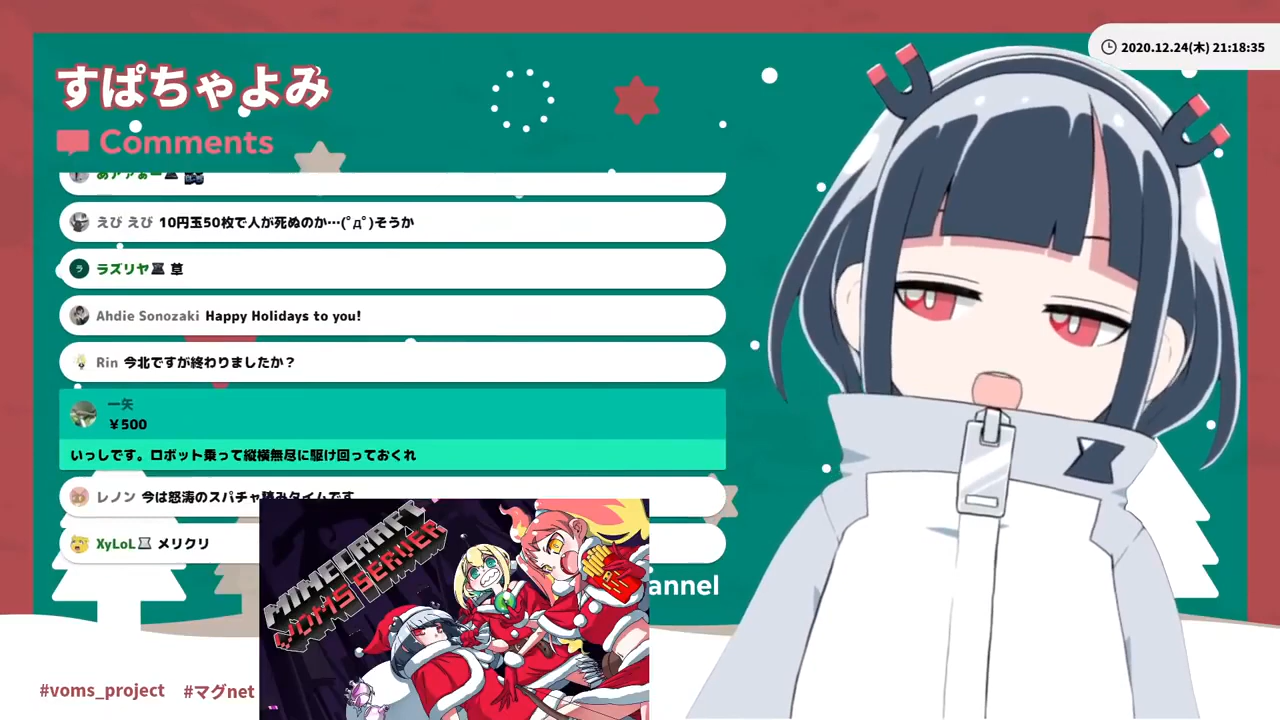 2020.12.24(木) 21:18:35
すぱちゃよみ
Comments
えび えび 10円玉50枚で人が死ぬのか…(ﾟдﾟ)そうか
ラズリヤ 草
Ahdie Sonozaki Happy Holidays to you!
Rin 今北ですが終わりましたか？
一矢
￥500
いっしです。ロボット乗って縦横無尽に駆け回っておくれ
レノン 今は怒涛のスパチャ読みタイムです
XyLoL メリクリ
MINECRAFT
VOMS SERVER
annel
#voms_project #マグnet